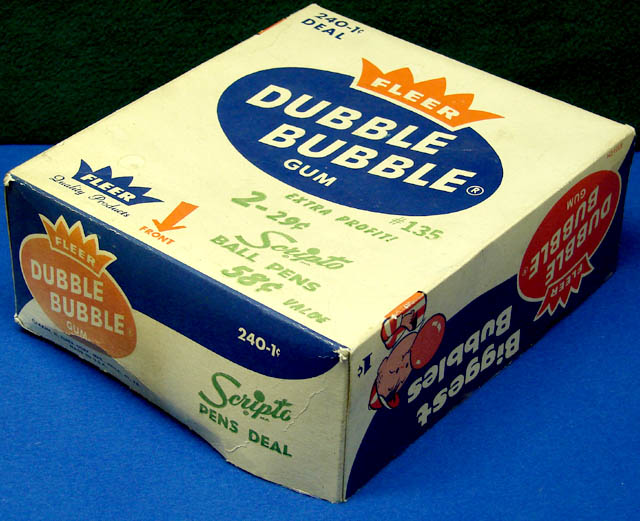 240-1¢
DEAL
FLEER
DUBBLE
BUBBLE®
GUM
FLEER
Quality Products
FRONT
EXTRA PROFIT!
#135
2-29¢
Scripto
BALL PENS
58¢ VALUE
FLEER
DUBBLE
BUBBLE
GUM
240-1¢
Scripto
PENS DEAL
FLEER
DUBBLE
BUBBLE
GUM
Biggest
Bubbles
1¢